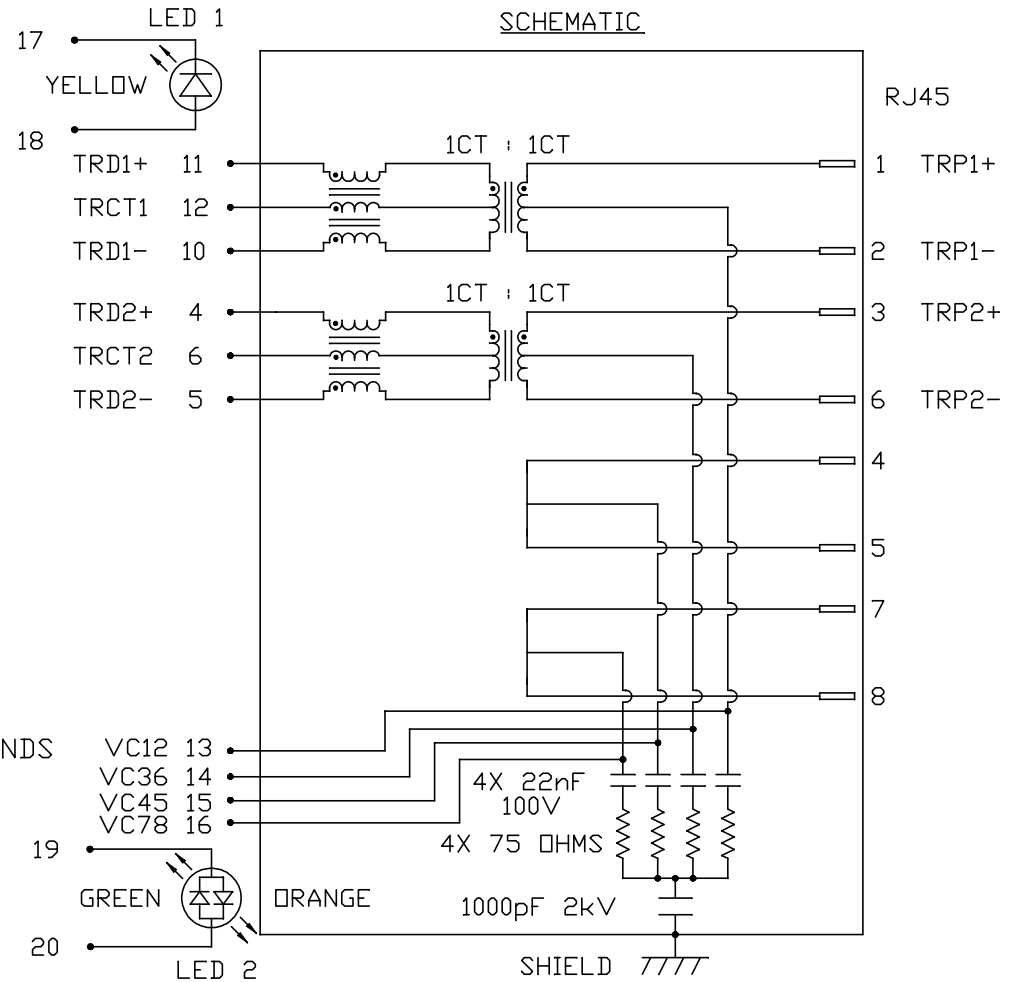 LED 1
SCHEMATIC
17
YELLOW
RJ45
18
1CT : 1CT
TRD1+ 11
1 TRP1+
TRCT1 12
TRD1- 10
2 TRP1-
1CT : 1CT
TRD2+ 4
3 TRP2+
TRCT2 6
TRD2- 5
6 TRP2-
4
5
7
8
NDS
VC12 13
VC36 14
VC45 15
VC78 16
4X 22nF
100V
4X 75 OHMS
19
GREEN
ORANGE
1000pF 2kV
20
LED 2
SHIELD